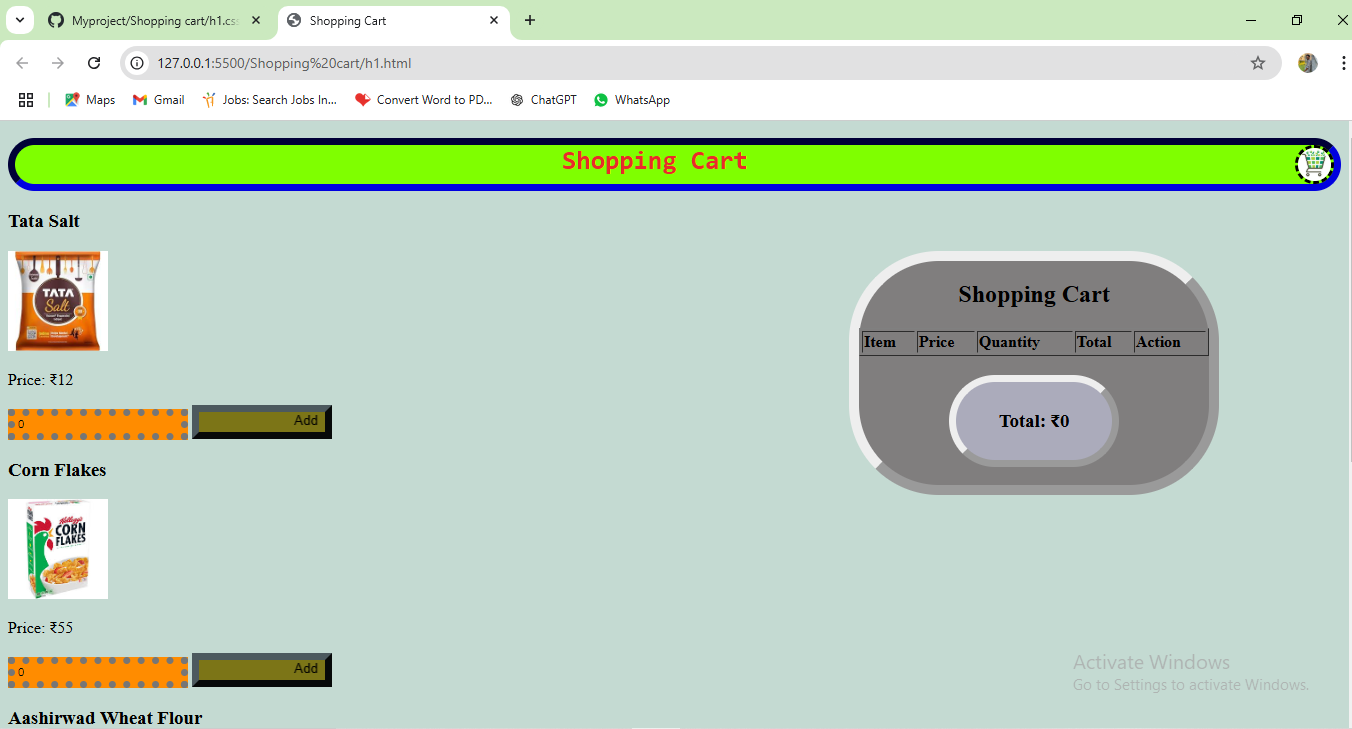 Myproject/Shopping cart/h1.css
Shopping Cart
127.0.0.1:5500/Shopping%20cart/h1.html
Maps
Gmail
Jobs: Search Jobs In...
Convert Word to PD...
ChatGPT
WhatsApp
Shopping Cart
Tata Salt
TATA
Salt
Price: ₹12
0
Add
Corn Flakes
Kellogg's
CORN
FLAKES
Price: ₹55
0
Add
Aashirwad Wheat Flour
Shopping Cart
Item Price Quantity Total Action
Total: ₹0
Activate Windows
Go to Settings to activate Windows.